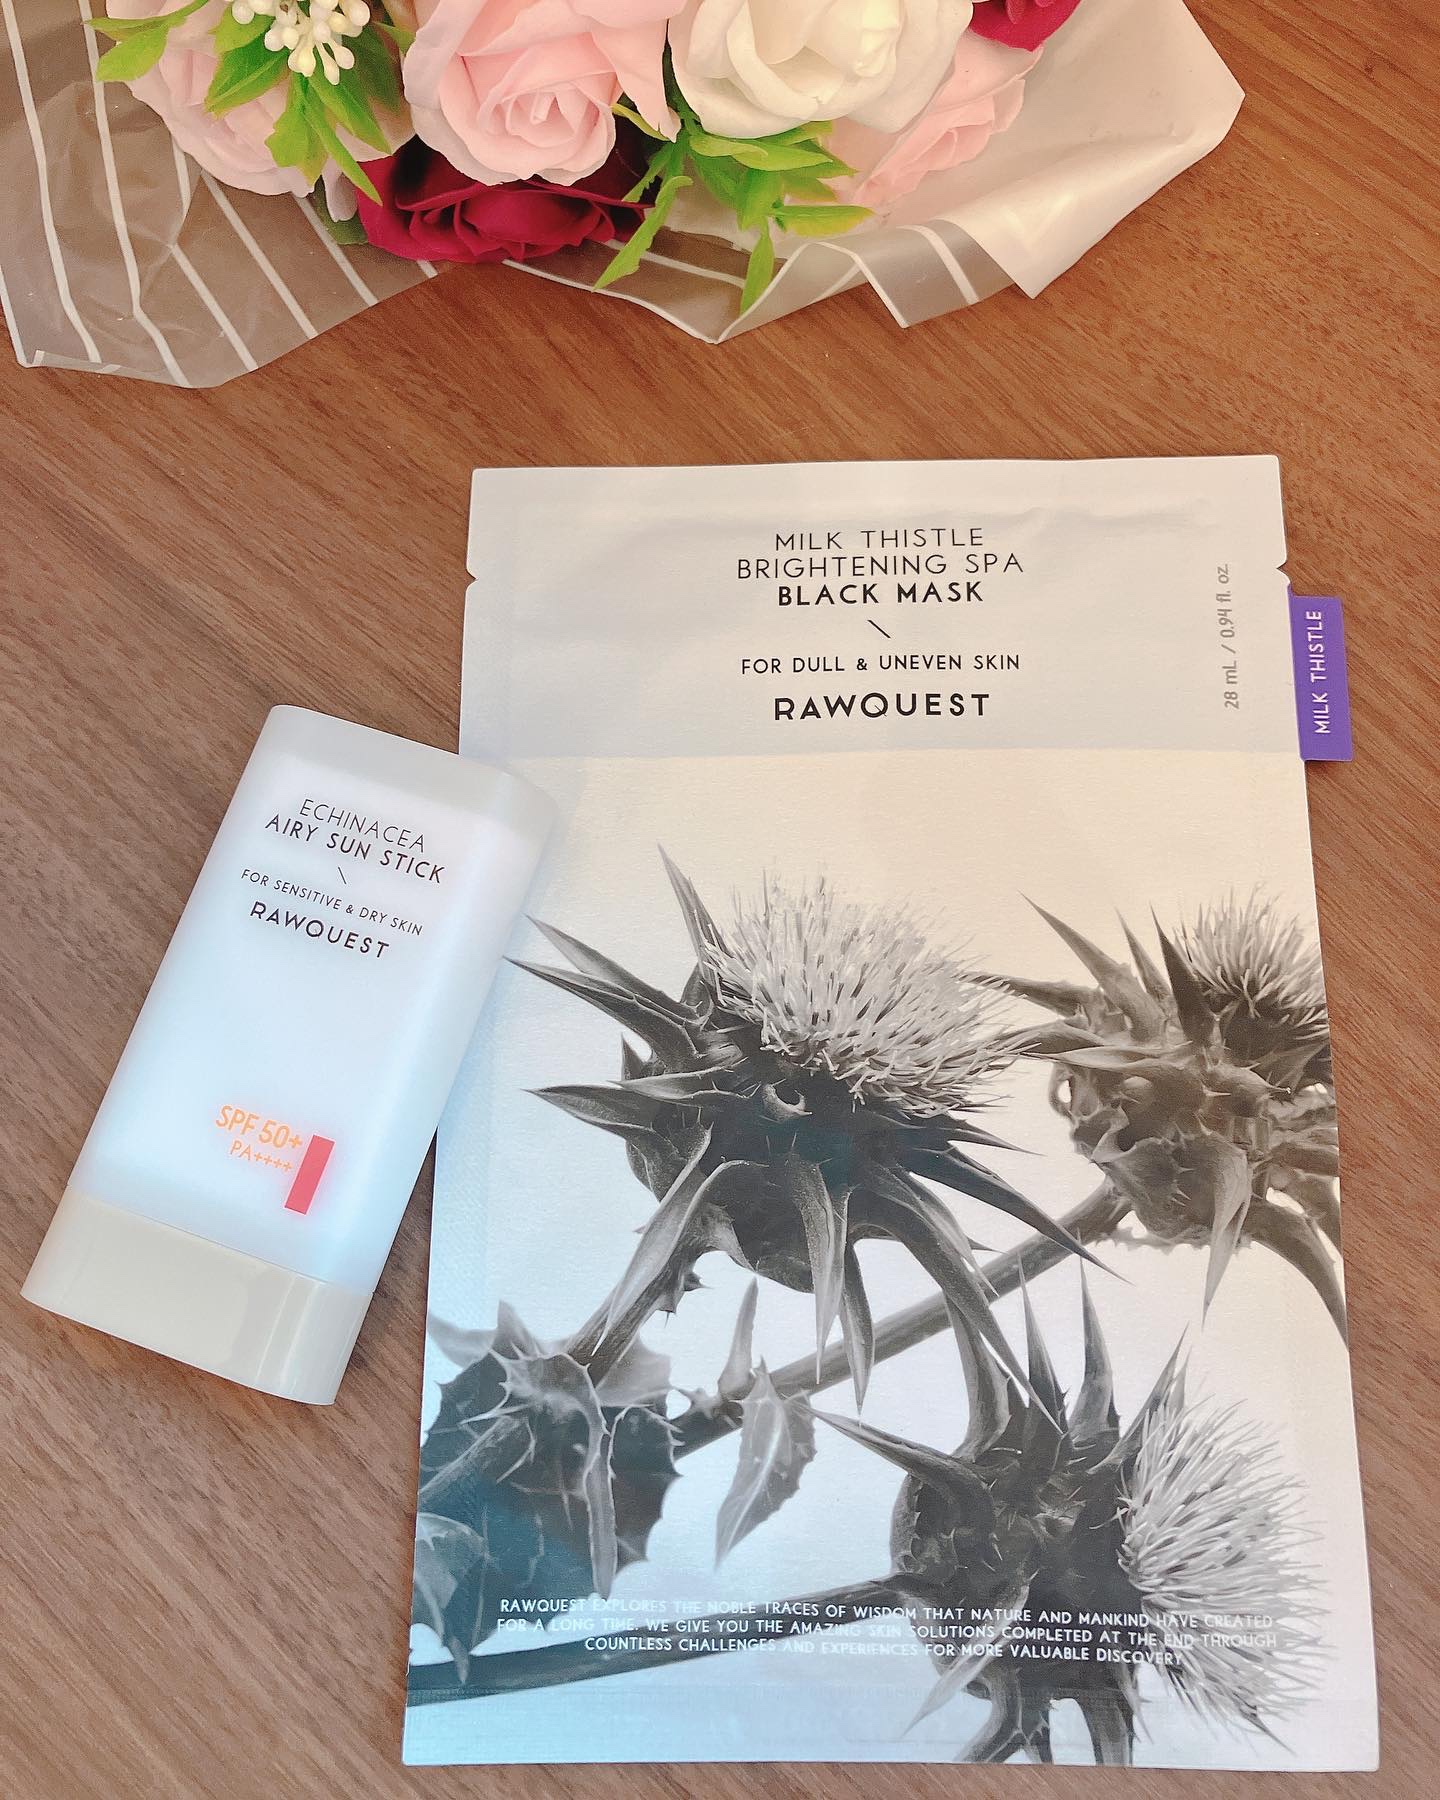 MILK THISTLE
BRIGHTENING SPA
BLACK MASK
\
FOR DULL & UNEVEN SKIN
RAWQUEST
28 mL / 0.94 fl. oz.
MILK THISTLE
ECHINACEA
AIRY SUN STICK
\
FOR SENSITIVE & DRY SKIN
RAWQUEST
SPF 50+
PA++++
RAWQUEST EXPLORES THE NOBLE TRACES OF WISDOM THAT NATURE AND MANKIND HAVE CREATED
FOR A LONG TIME. WE GIVE YOU THE AMAZING SKIN SOLUTIONS COMPLETED AT THE END THROUGH
COUNTLESS CHALLENGES AND EXPERIENCES FOR MORE VALUABLE DISCOVERY.